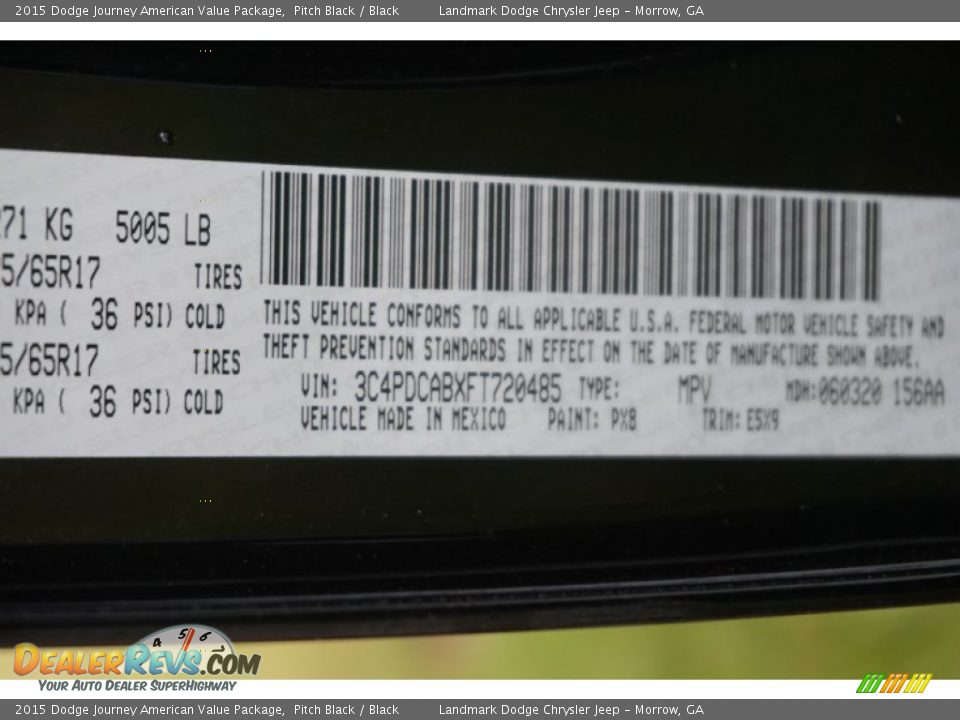 2015 Dodge Journey American Value Package, Pitch Black / Black Landmark Dodge Chrysler Jeep - Morrow, GA
271 KG 5005 LB
5/65R17 TIRES
KPA ( 36 PSI) COLD
5/65R17 TIRES
KPA ( 36 PSI) COLD
THIS VEHICLE CONFORMS TO ALL APPLICABLE U.S.A. FEDERAL MOTOR VEHICLE SAFETY AND
THEFT PREVENTION STANDARDS IN EFFECT ON THE DATE OF MANUFACTURE SHOWN ABOVE.
VIN: 3C4PDCABXFT720485 TYPE: MPV MDH:060320 156AA
VEHICLE MADE IN MEXICO PAINT: PX8 TRIM: E5X9
4 5 6
DEALERREVS.COM
YOUR AUTO DEALER SUPERHIGHWAY
2015 Dodge Journey American Value Package, Pitch Black / Black Landmark Dodge Chrysler Jeep - Morrow, GA